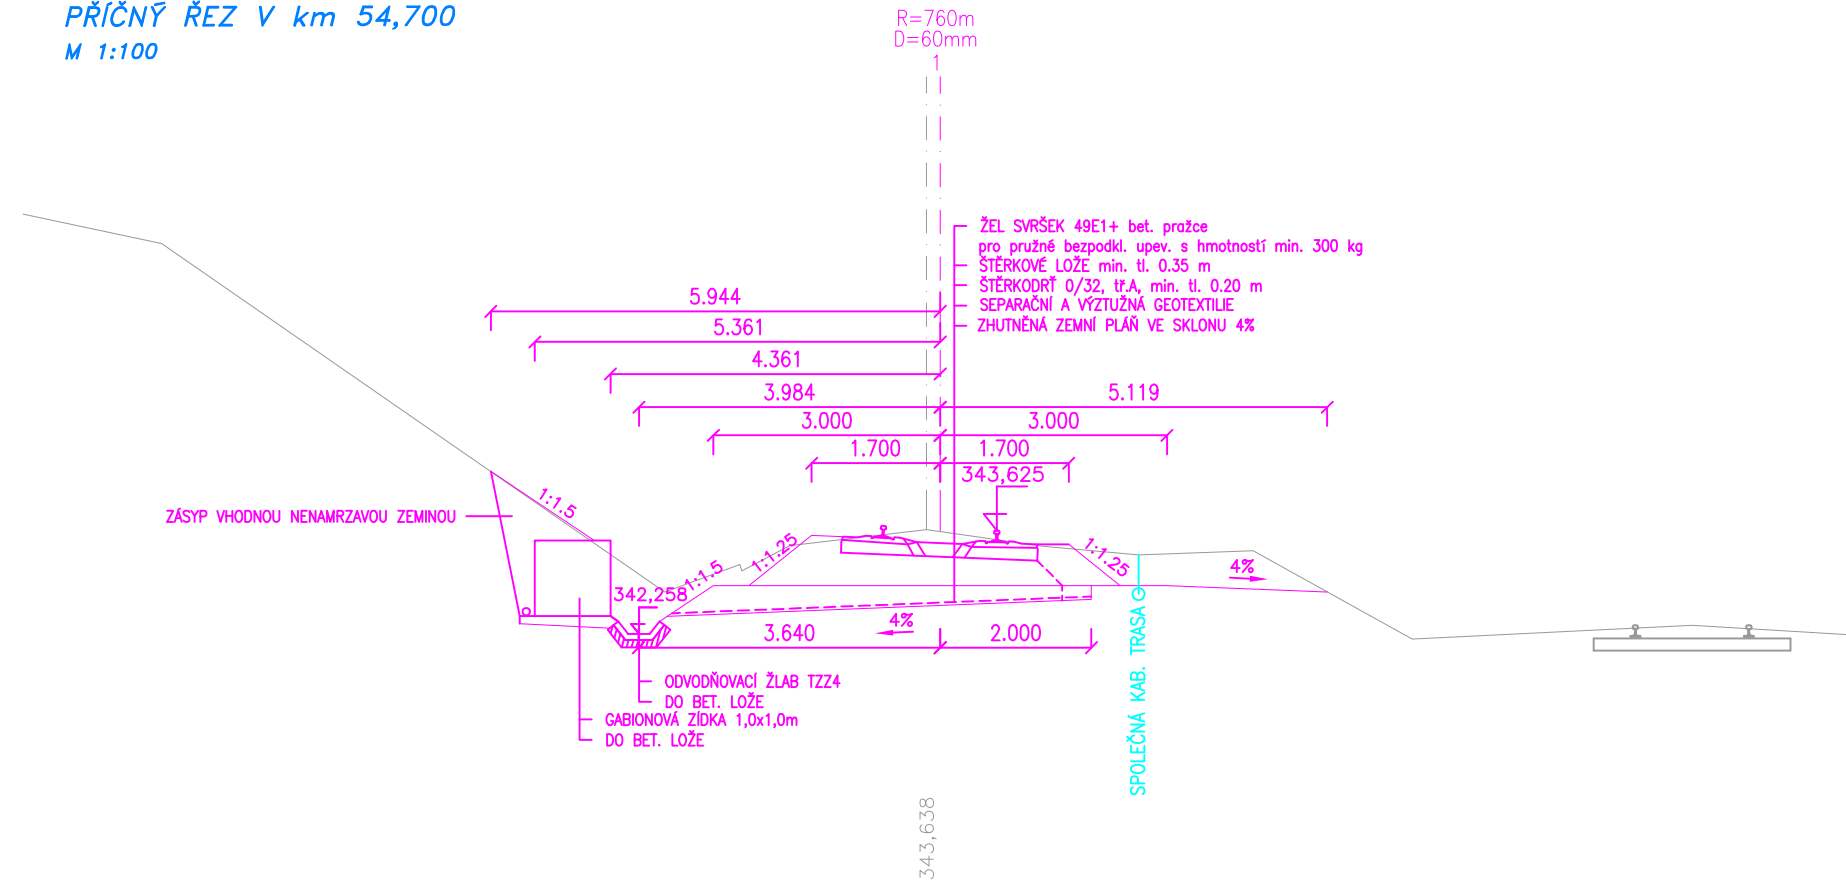 PŘÍČNÝ ŘEZ V km 54,700
M 1:100
R=760m
D=60mm
1
ŽEL SVRŠEK 49E1+ bet. pražce
pro pružné bezpodkl. upev. s hmotností min. 300 kg
ŠTĚRKOVÉ LOŽE min. tl. 0.35 m
ŠTĚRKODRŤ 0/32, tř.A, min. tl. 0.20 m
SEPARAČNÍ A VÝZTUŽNÁ GEOTEXTILIE
ZHUTNĚNÁ ZEMNÍ PLÁŇ VE SKLONU 4%
5.944
5.361
4.361
3.984
5.119
3.000
3.000
1.700
1.700
343,625
1:1.5
ZÁSYP VHODNOU NENAMRZAVOU ZEMINOU
1:1.25
1:1.5
1:1.25
4%
342,258
4%
3.640
2.000
SPOLEČNÁ KAB. TRASA
ODVODŇOVACÍ ŽLAB TZZ4
DO BET. LOŽE
GABIONOVÁ ZÍDKA 1,0x1,0m
DO BET. LOŽE
343,638